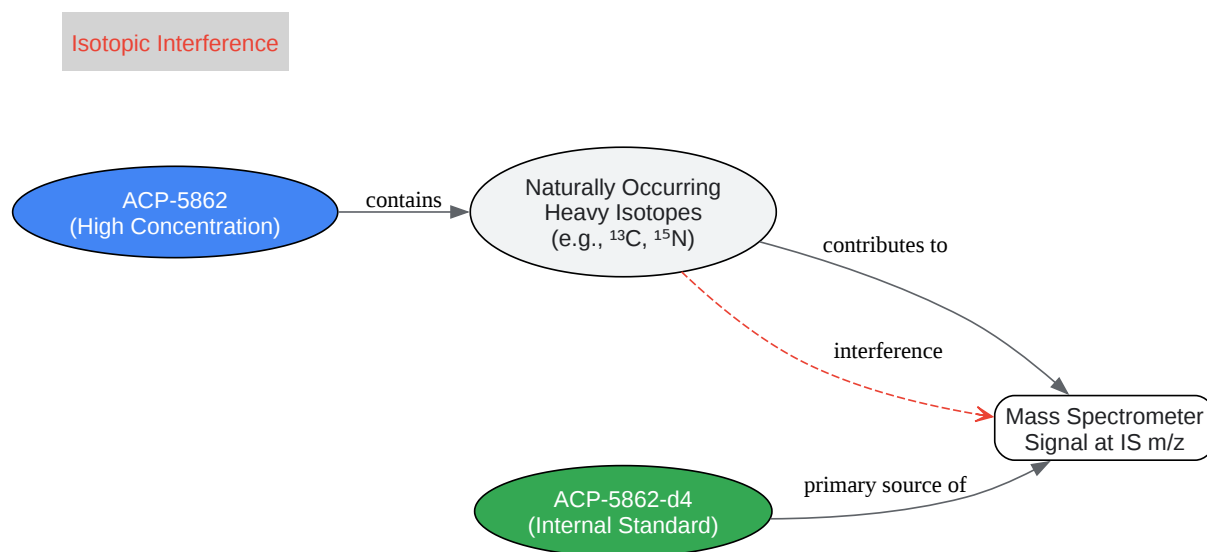 Isotopic Interference
ACP-5862
(High Concentration)
contains
Naturally Occurring
Heavy Isotopes
(e.g., ¹³C, ¹⁵N)
contributes to
interference
Mass Spectrometer
Signal at IS m/z
primary source of
ACP-5862-d4
(Internal Standard)